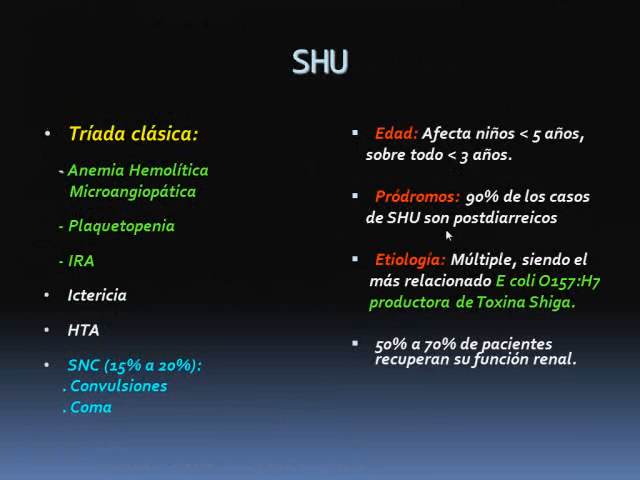 SHU
• Tríada clásica:
- Anemia Hemolítica
Microangiopática
- Plaquetopenia
- IRA
• Ictericia
• HTA
• SNC (15% a 20%):
. Convulsiones
. Coma
▪ Edad: Afecta niños < 5 años,
sobre todo < 3 años.
▪ Pródromos: 90% de los casos
de SHU son postdiarreicos
▪ Etiología: Múltiple, siendo el
más relacionado E coli O157:H7
productora de Toxina Shiga.
▪ 50% a 70% de pacientes
recuperan su función renal.